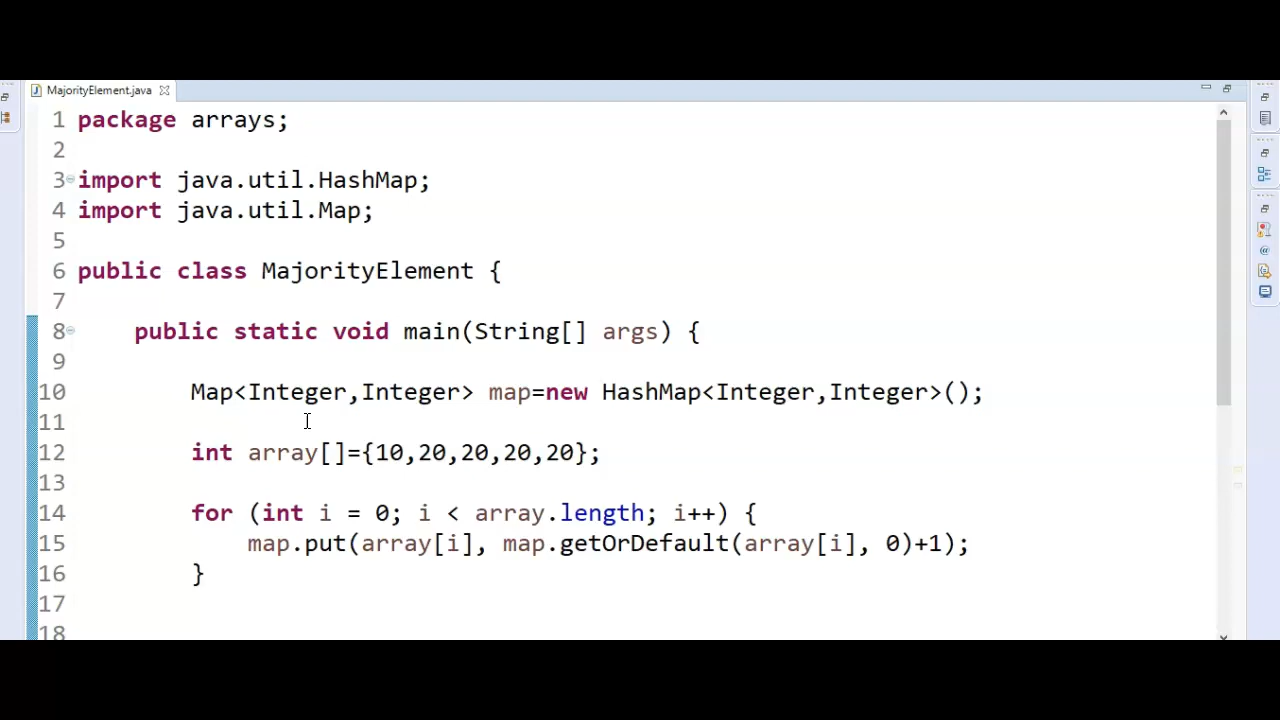 MajorityElement.java
1 package arrays;
2
3 import java.util.HashMap;
4 import java.util.Map;
5
6 public class MajorityElement {
7
8 public static void main(String[] args) {
9
10 Map<Integer,Integer> map=new HashMap<Integer,Integer>();
11
12 int array[]={10,20,20,20,20};
13
14 for (int i = 0; i < array.length; i++) {
15 map.put(array[i], map.getOrDefault(array[i], 0)+1);
16 }
17
18